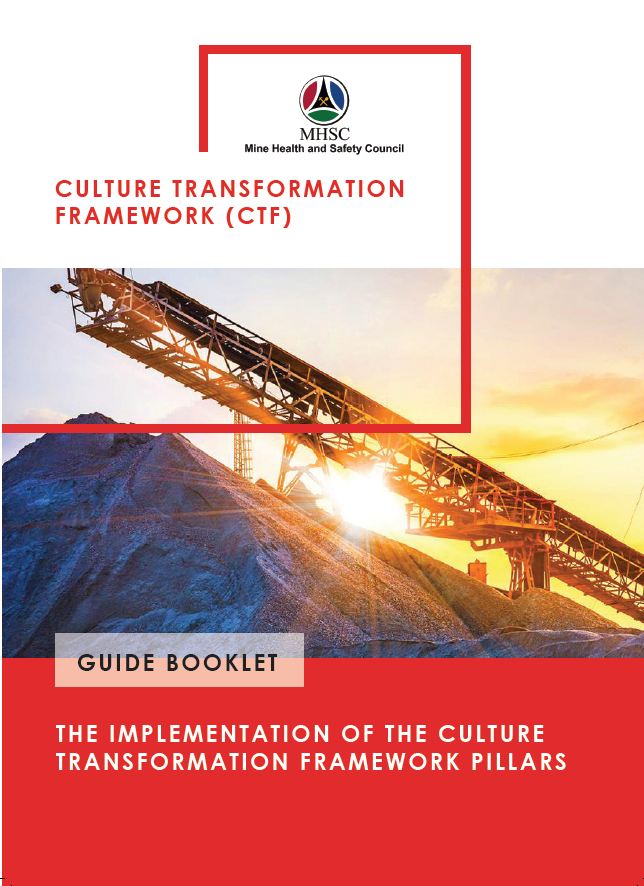 MHSC
Mine Health and Safety Council
CULTURE TRANSFORMATION
FRAMEWORK (CTF)
GUIDE BOOKLET
THE IMPLEMENTATION OF THE CULTURE
TRANSFORMATION FRAMEWORK PILLARS